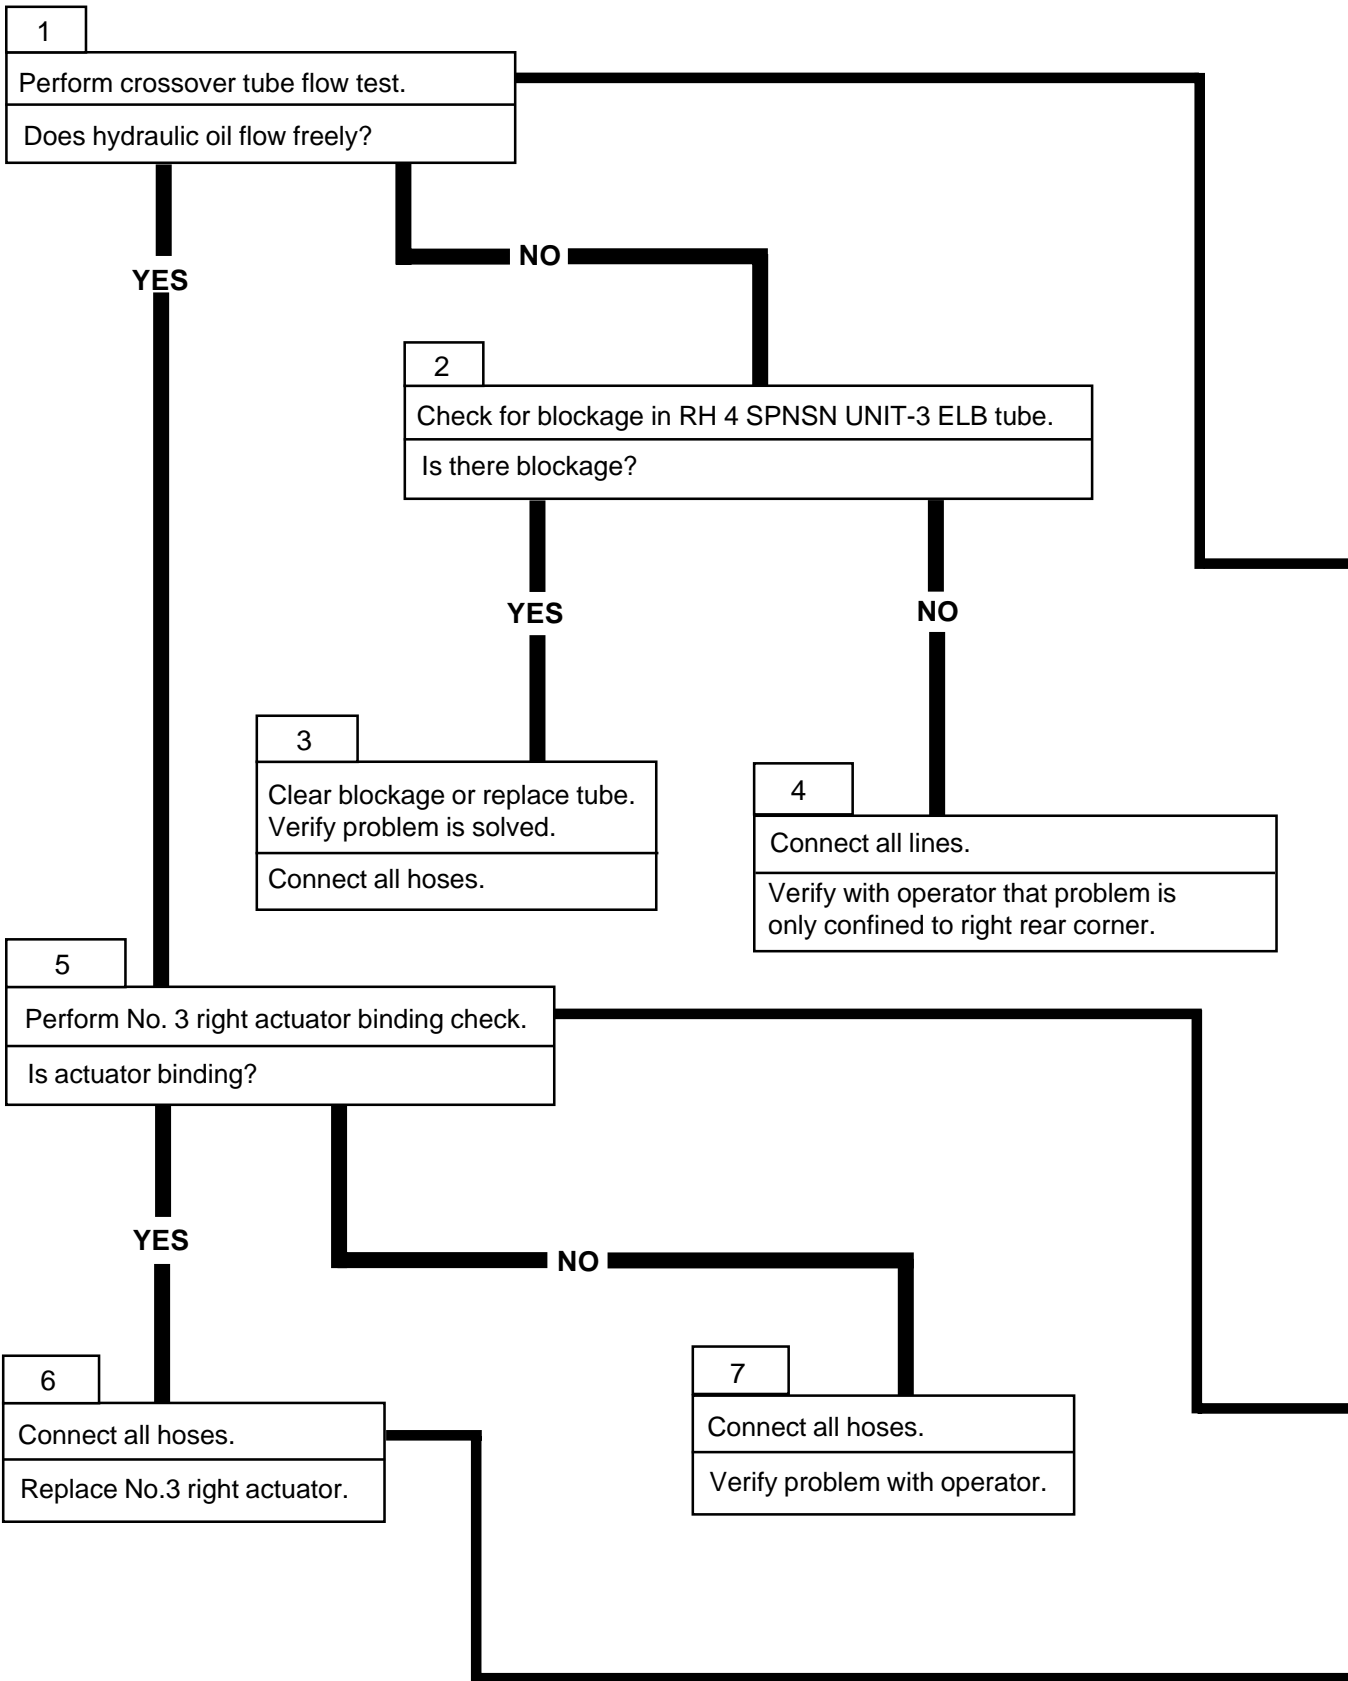 1
Perform crossover tube flow test.
Does hydraulic oil flow freely?
YES
NO
2
Check for blockage in RH 4 SPNSN UNIT-3 ELB tube.
Is there blockage?
YES
NO
3
Clear blockage or replace tube.
Verify problem is solved.
Connect all hoses.
4
Connect all lines.
Verify with operator that problem is
only confined to right rear corner.
5
Perform No. 3 right actuator binding check.
Is actuator binding?
YES
NO
6
Connect all hoses.
Replace No.3 right actuator.
7
Connect all hoses.
Verify problem with operator.